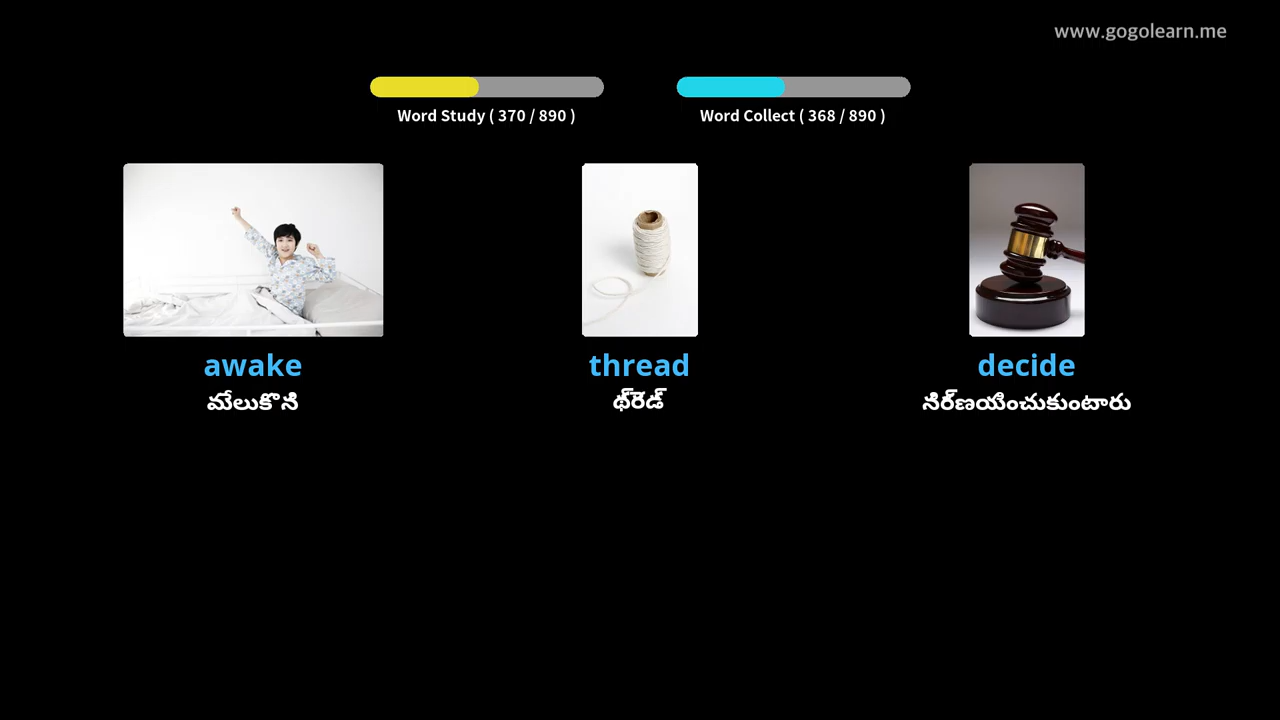 www.gogolearn.me
Word Study ( 370 / 890 )
Word Collect ( 368 / 890 )
awake
thread
decide
మేలుకొని
థ్రెడ్
నిర్ణయించుకుంటారు